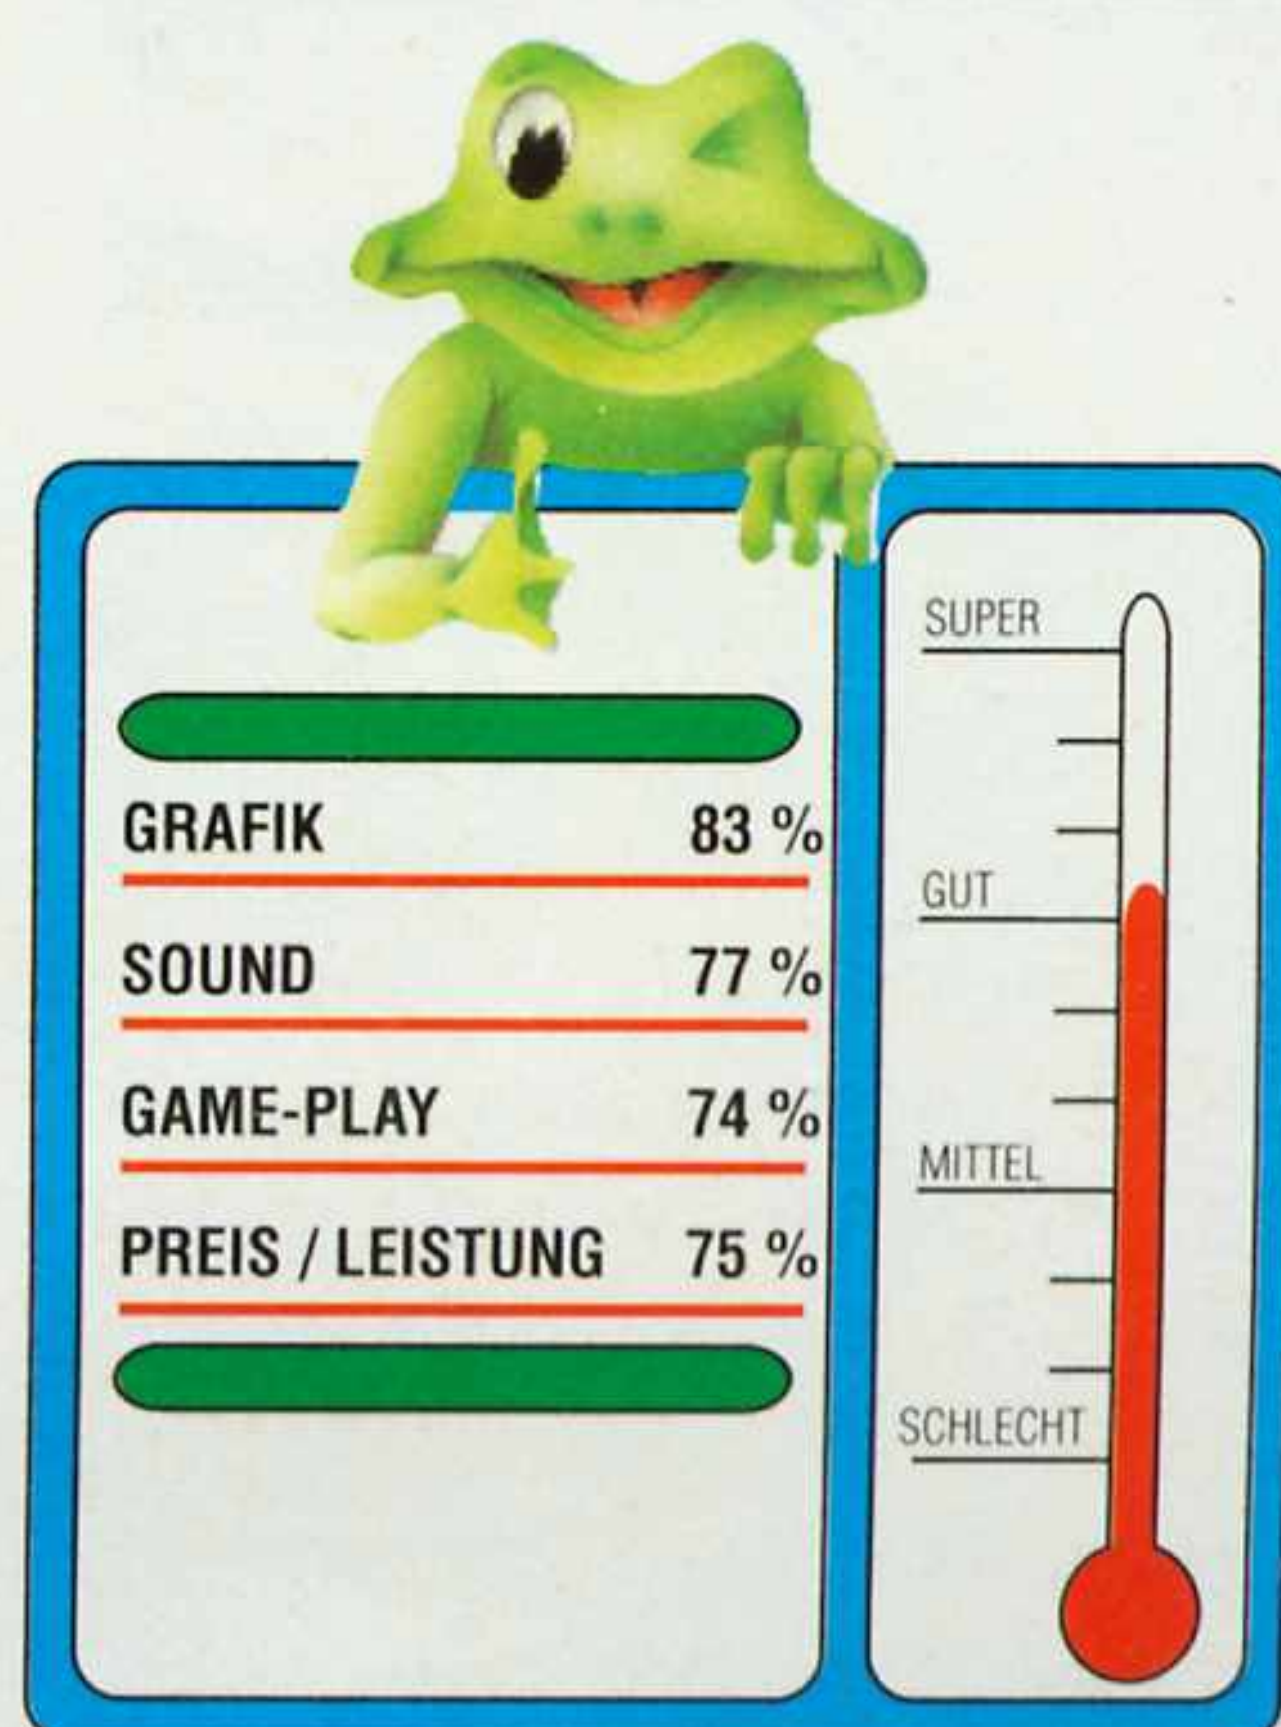 GRAFIK 83 %
SOUND 77 %
GAME-PLAY 74 %
PREIS / LEISTUNG 75 %
SUPER
GUT
MITTEL
SCHLECHT